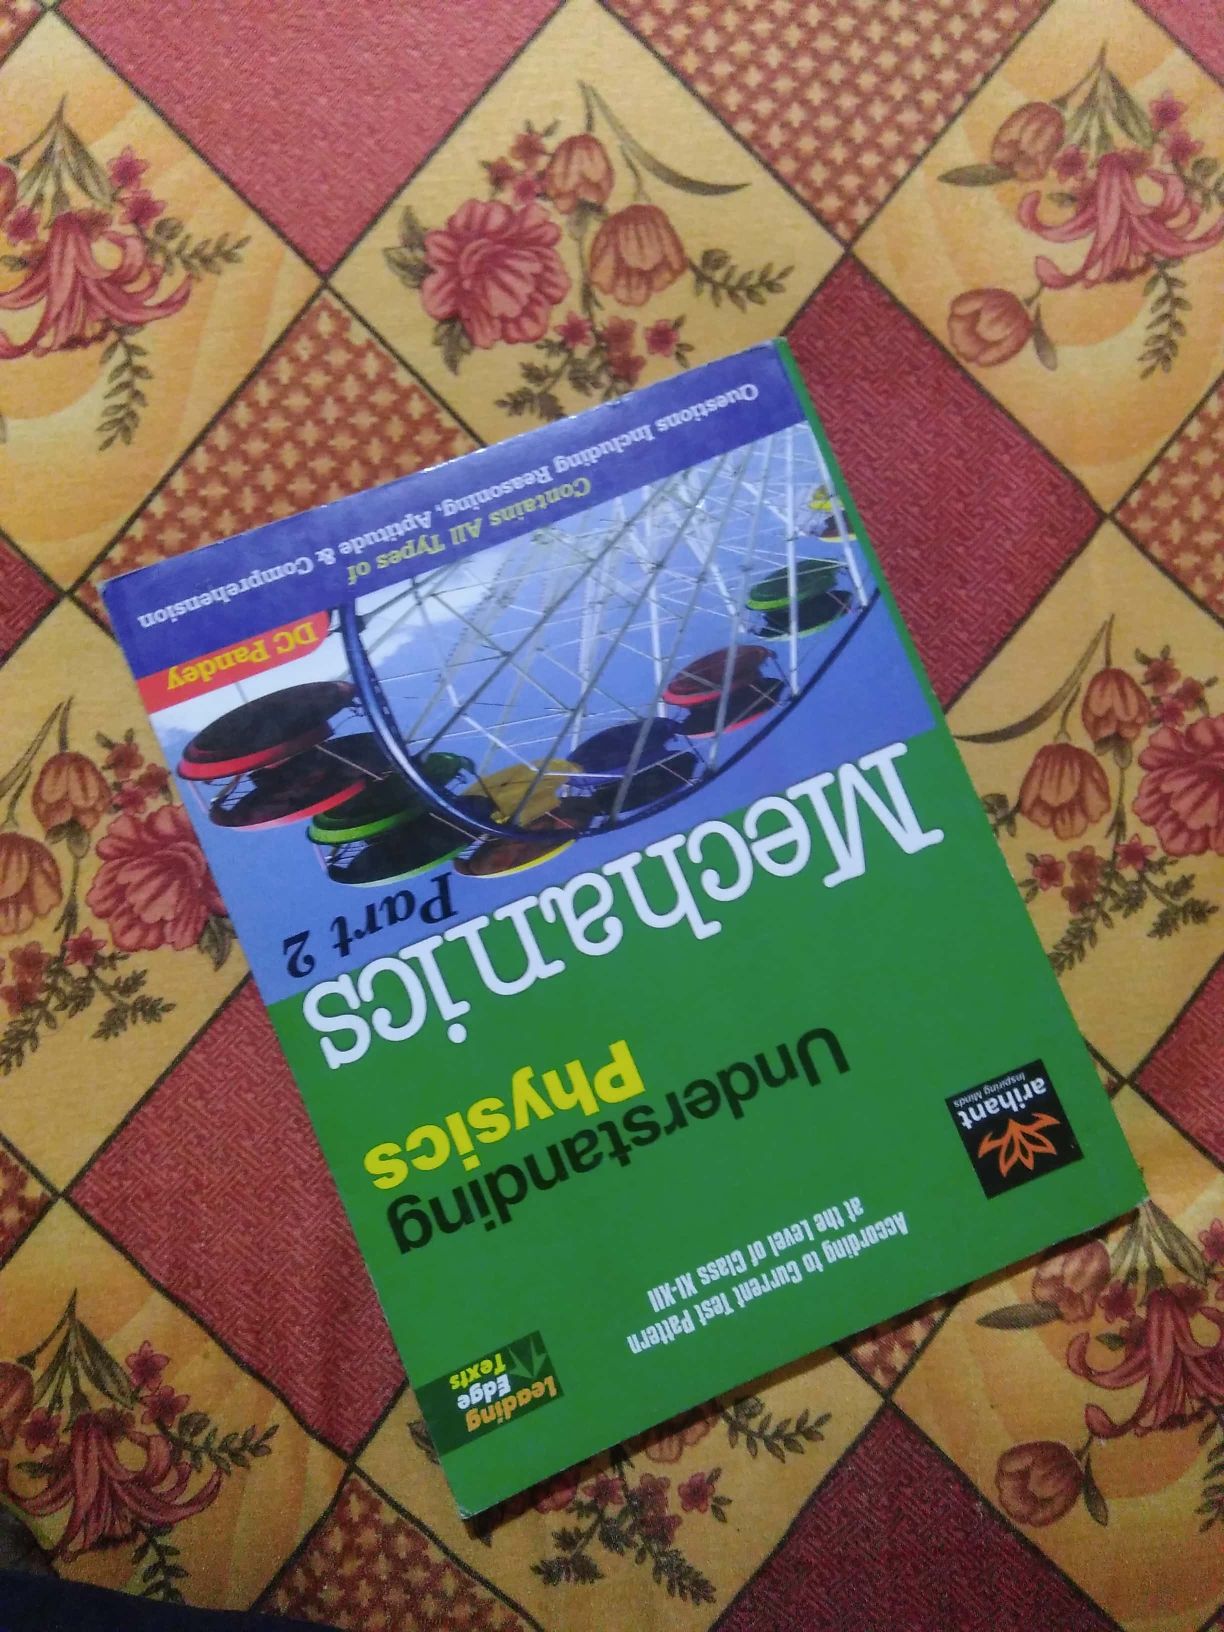 Leading
Edge
Texts
According to Current Test Pattern
at the Level of Class XI-XII
arihant
Inspiring Minds
Understanding
Physics
Mechanics
Part 2
DC Pandey
Contains All Types of
Questions Including Reasoning, Aptitude & Comprehension